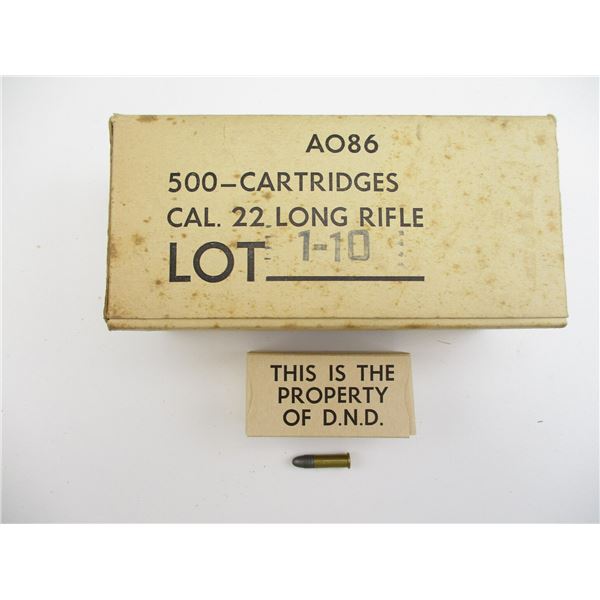 AO86
500-CARTRIDGES
CAL. 22 LONG RIFLE
LOT 1-10
THIS IS THE
PROPERTY
OF D.N.D.